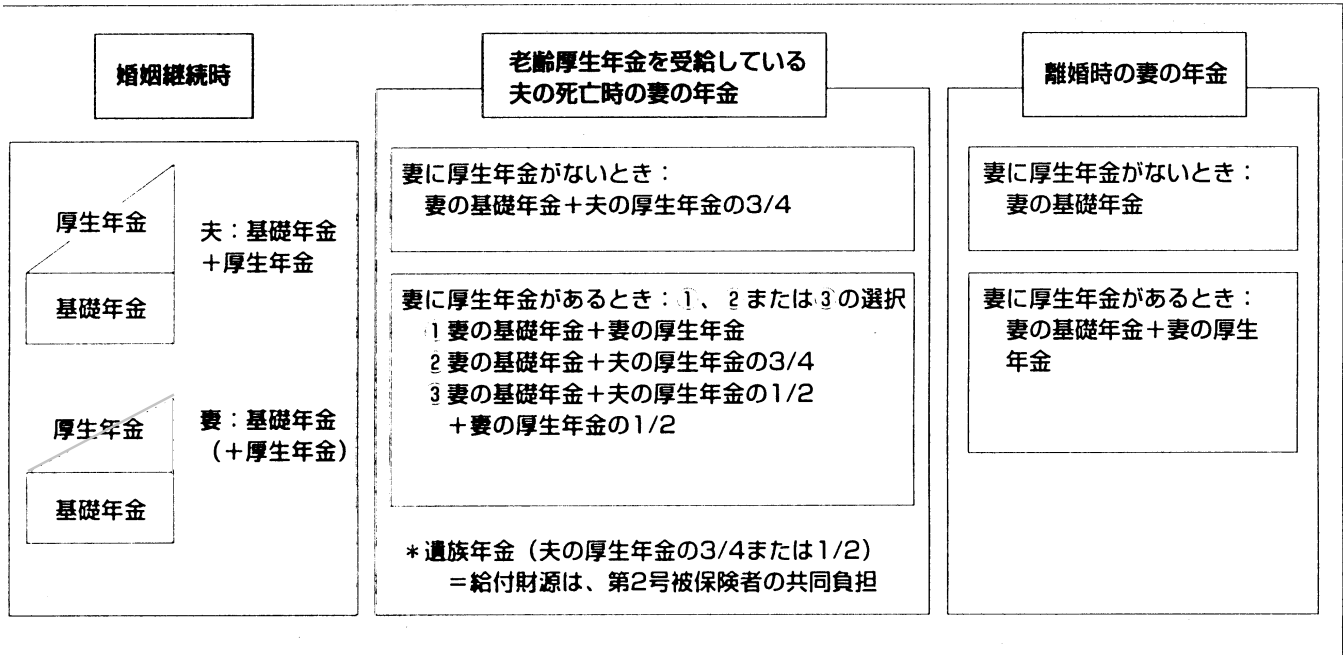 婚姻継続時
厚生年金
基礎年金
夫：基礎年金
＋厚生年金
厚生年金
基礎年金
妻：基礎年金
（＋厚生年金）
老齢厚生年金を受給している
夫の死亡時の妻の年金
妻に厚生年金がないとき：
妻の基礎年金＋夫の厚生年金の3/4
妻に厚生年金があるとき：①、②または③の選択
①妻の基礎年金＋妻の厚生年金
②妻の基礎年金＋夫の厚生年金の3/4
③妻の基礎年金＋夫の厚生年金の1/2
＋妻の厚生年金の1/2
＊遺族年金（夫の厚生年金の3/4または1/2）
＝給付財源は、第2号被保険者の共同負担
離婚時の妻の年金
妻に厚生年金がないとき：
妻の基礎年金
妻に厚生年金があるとき：
妻の基礎年金＋妻の厚生
年金